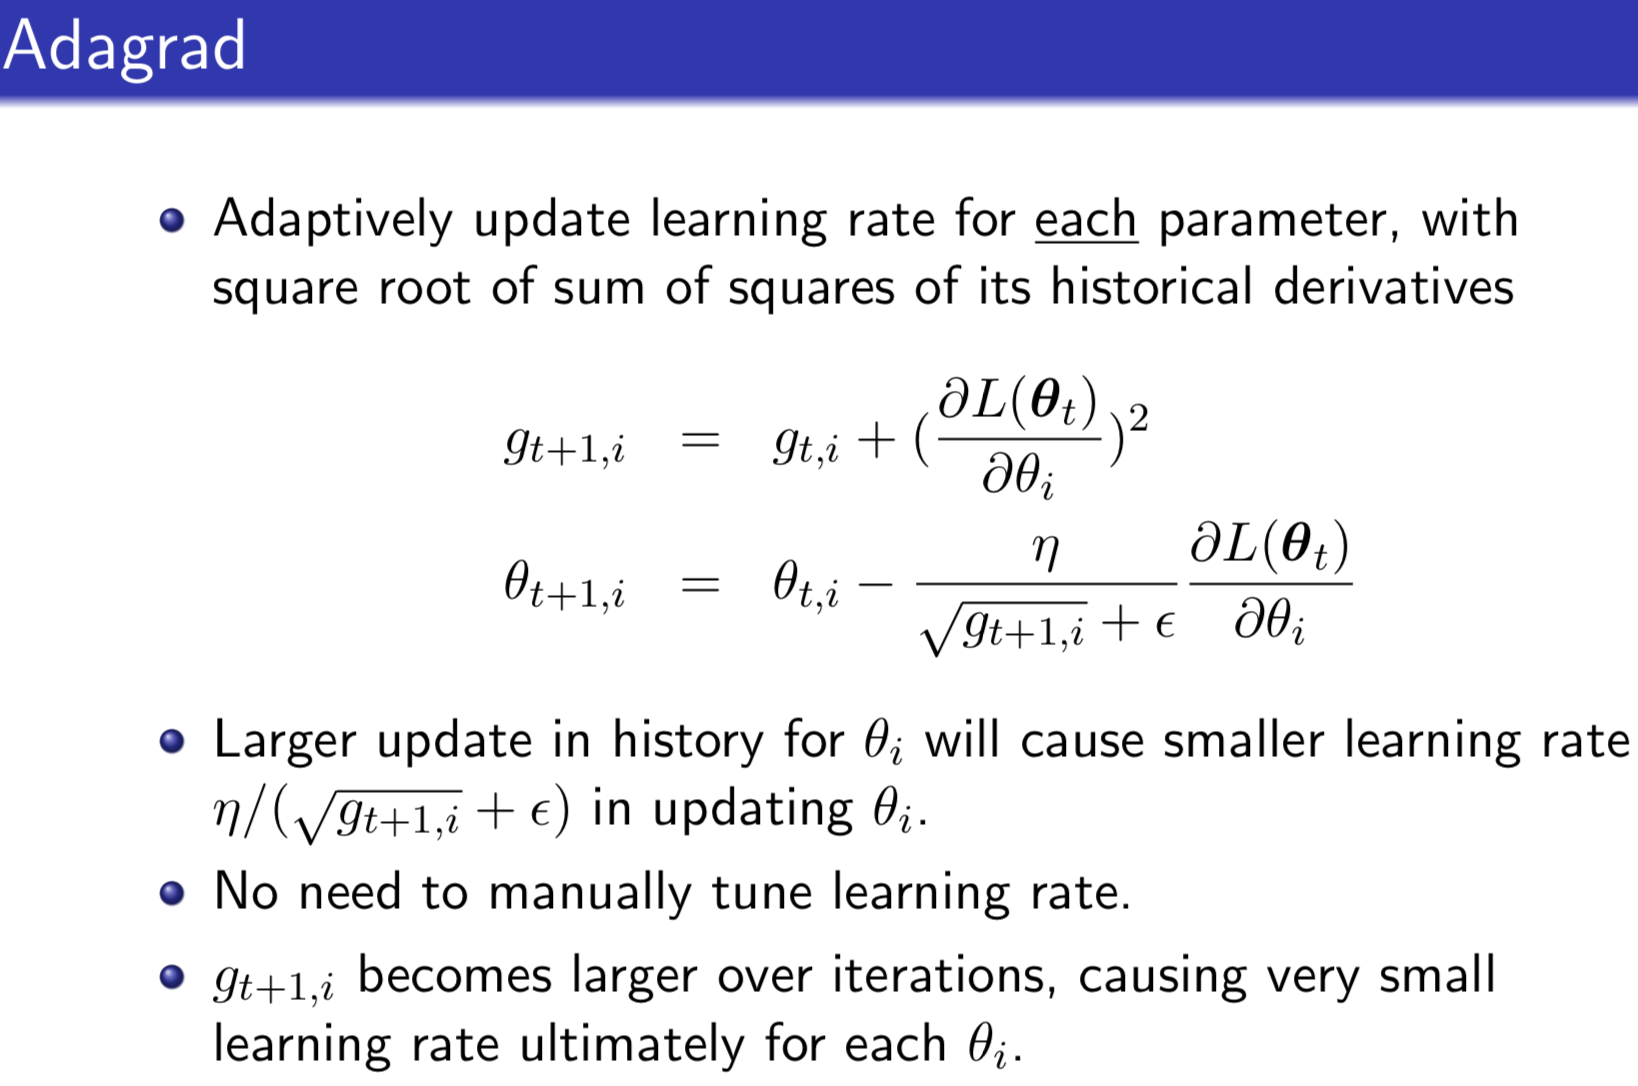 Adagrad
• Adaptively update learning rate for each parameter, with
square root of sum of squares of its historical derivatives
$g_{t+1,i} = g_{t,i} + (\frac{\partial L(\boldsymbol{\theta}_t)}{\partial \theta_i})^2$
$\theta_{t+1,i} = \theta_{t,i} - \frac{\eta}{\sqrt{g_{t+1,i}} + \epsilon} \frac{\partial L(\boldsymbol{\theta}_t)}{\partial \theta_i}$
• Larger update in history for $\theta_i$ will cause smaller learning rate
$\eta/(\sqrt{g_{t+1,i}} + \epsilon)$ in updating $\theta_i$.
• No need to manually tune learning rate.
• $g_{t+1,i}$ becomes larger over iterations, causing very small
learning rate ultimately for each $\theta_i$.